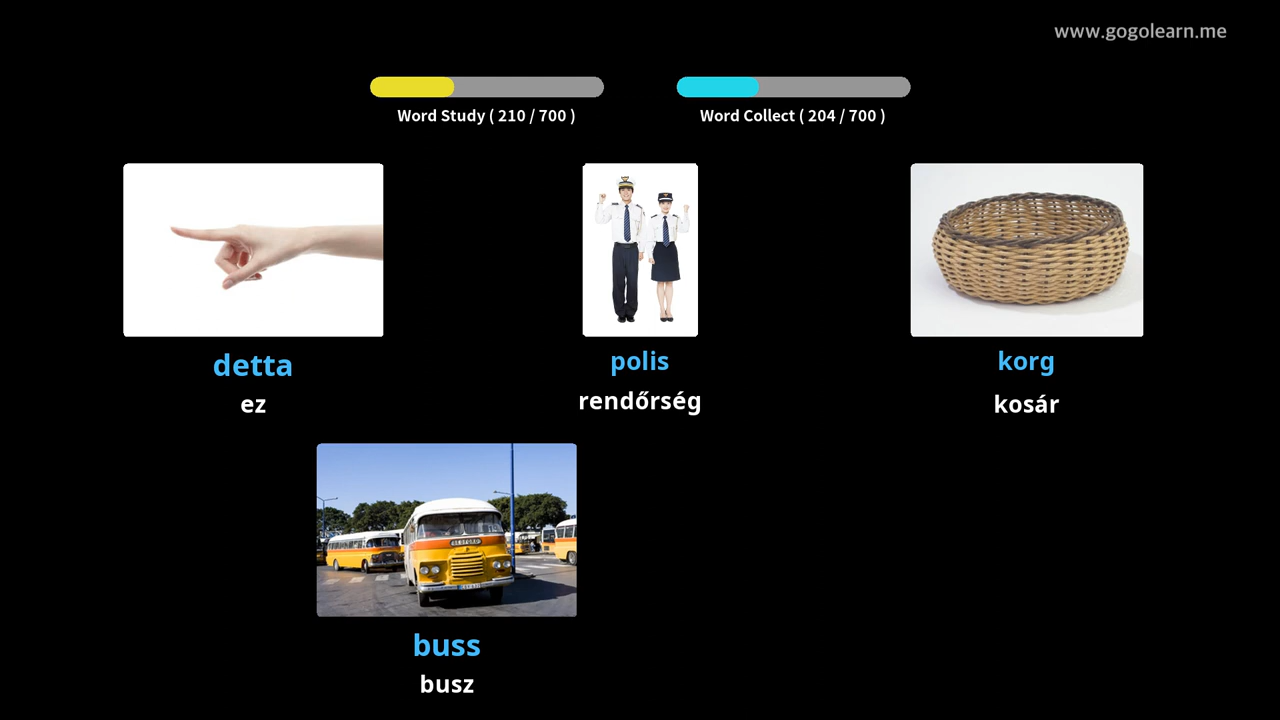 www.gogolearn.me
Word Study ( 210 / 700 )
Word Collect ( 204 / 700 )
detta
ez
polis
rendőrség
korg
kosár
buss
busz